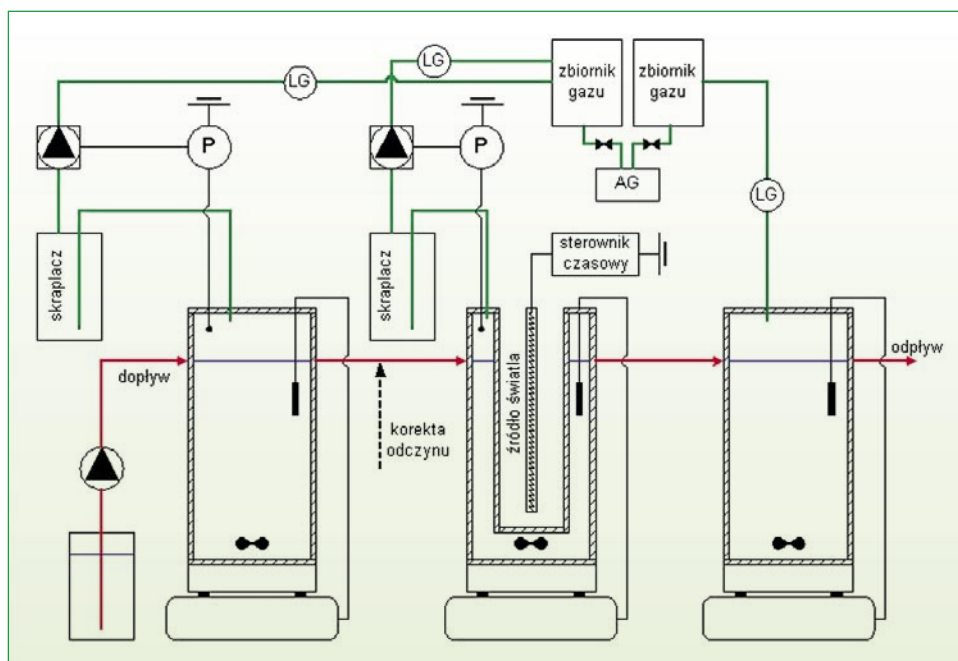 LG
LG
zbiornik
gazu
zbiornik
gazu
P
P
AG
LG
skraplacz
skraplacz
sterownik
czasowy
dopływ
źródło światła
odpływ
korekta
odczynu